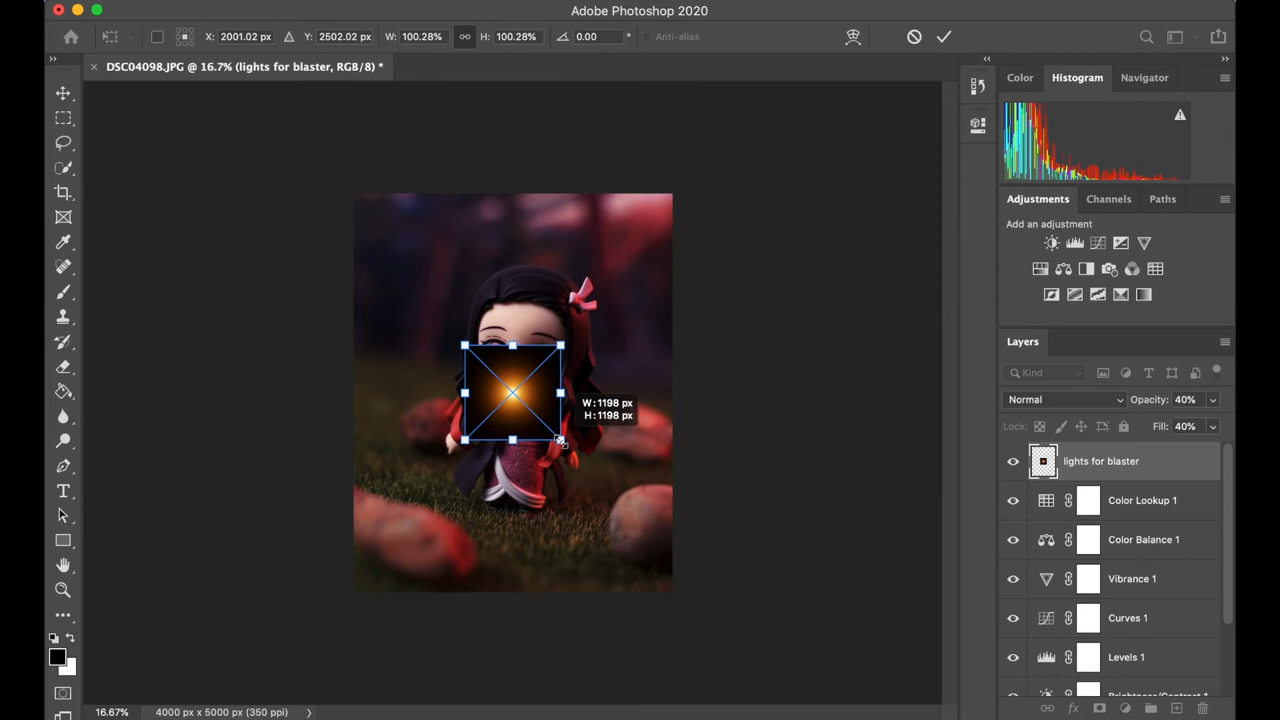 Adobe Photoshop 2020
X: 2001.02 px Y: 2502.02 px W: 100.28% H: 100.28% 0.00 ° Anti-alias
DSC04098.JPG @ 16.7% (lights for blaster, RGB/8) *
Color Histogram Navigator
Adjustments Channels Paths
Add an adjustment
Layers
Kind
Normal Opacity: 40%
Lock: Fill: 40%
W: 1198 px
H: 1198 px
lights for blaster
Color Lookup 1
Color Balance 1
Vibrance 1
Curves 1
Levels 1
Brightness/Contrast 1
16.67% 4000 px x 5000 px (350 ppi)